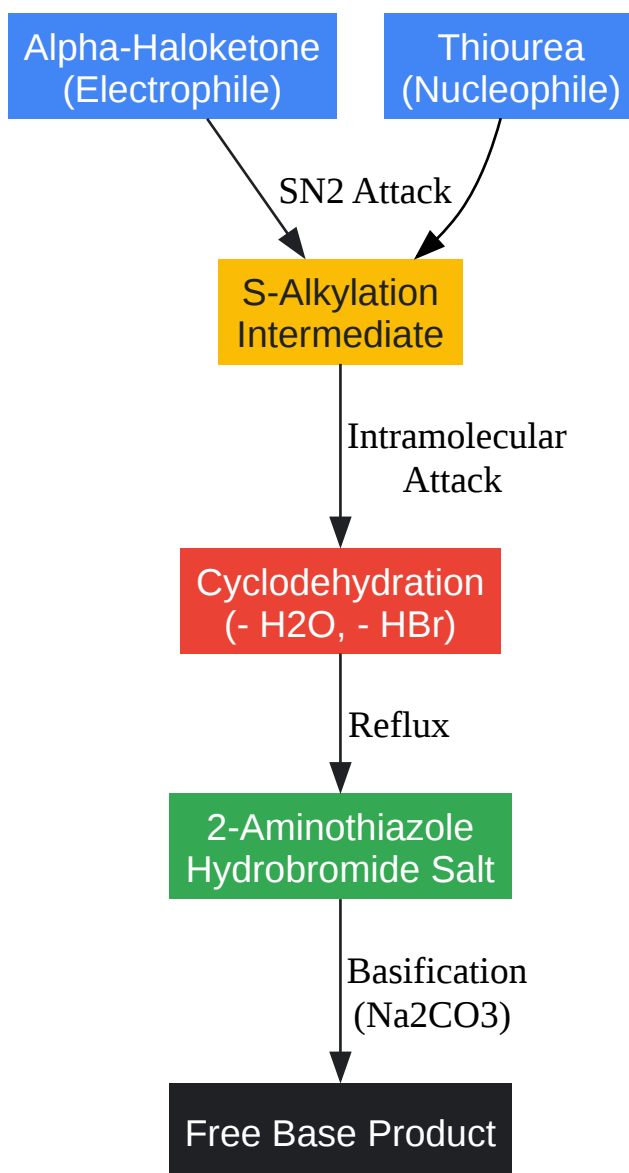 Alpha-Haloketone
(Electrophile)
Thiourea
(Nucleophile)
SN2 Attack
S-Alkylation
Intermediate
Intramolecular
Attack
Cyclodehydration
(- H2O, - HBr)
Reflux
2-Aminothiazole
Hydrobromide Salt
Basification
(Na2CO3)
Free Base Product